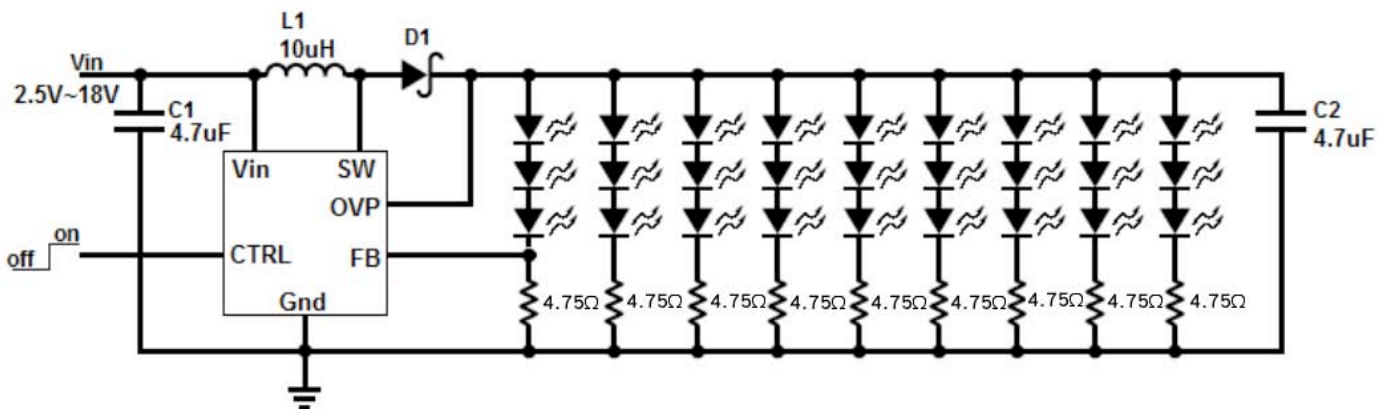 L1
10uH
D1
Vin
2.5V~18V
C1
4.7uF
C2
4.7uF
Vin
SW
OVP
on
off
CTRL
FB
Gnd
4.75Ω
4.75Ω
4.75Ω
4.75Ω
4.75Ω
4.75Ω
4.75Ω
4.75Ω
4.75Ω